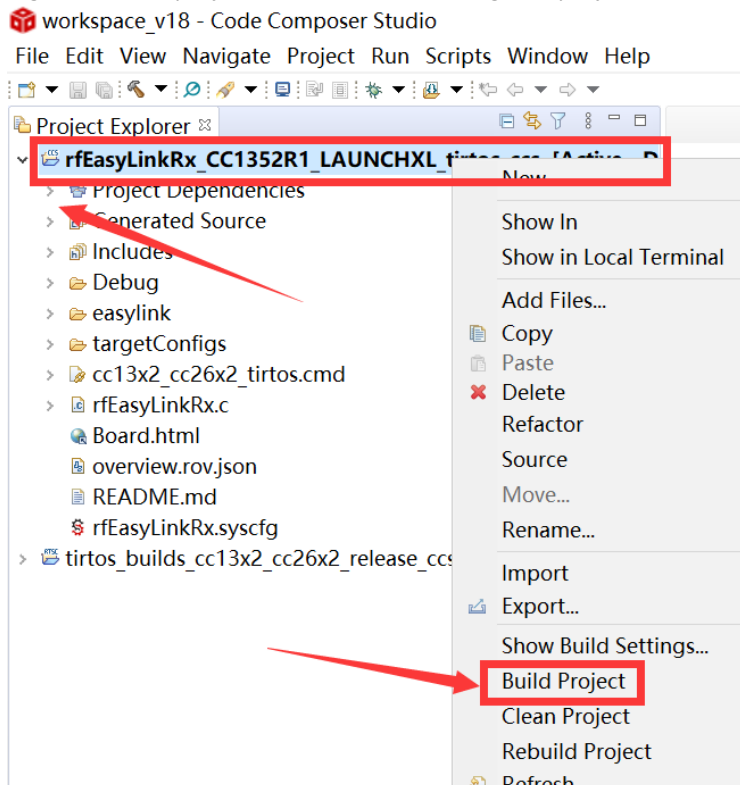 workspace_v18 - Code Composer Studio
File Edit View Navigate Project Run Scripts Window Help
Project Explorer
rfEasyLinkRx_CC1352R1_LAUNCHXL_tirtos_ccs [Active - D
Project Dependencies
Generated Source
Includes
Debug
easylink
targetConfigs
cc13x2_cc26x2_tirtos.cmd
rfEasyLinkRx.c
Board.html
overview.rov.json
README.md
rfEasyLinkRx.syscfg
tirtos_builds_cc13x2_cc26x2_release_ccs
New
Show In
Show in Local Terminal
Add Files...
Copy
Paste
Delete
Refactor
Source
Move...
Rename...
Import
Export...
Show Build Settings...
Build Project
Clean Project
Rebuild Project
Refresh